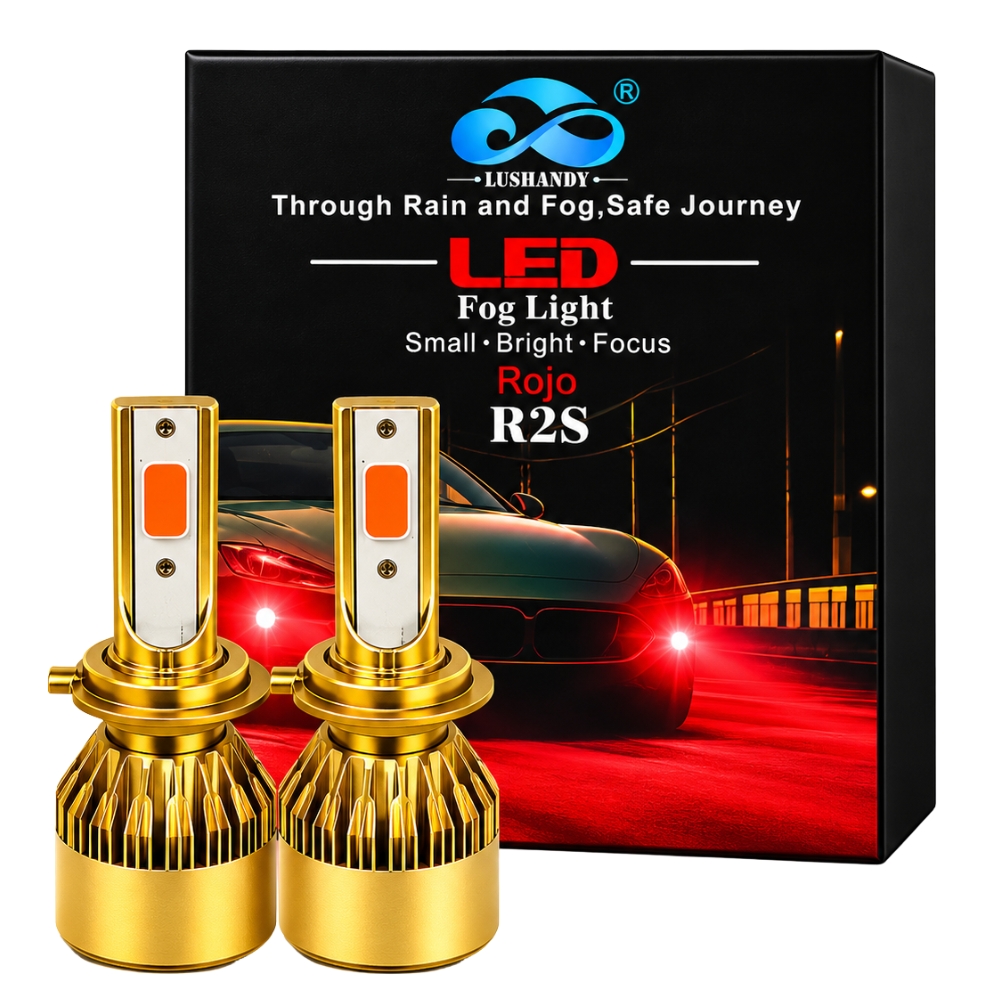 ®
LUSHANDY
Through Rain and Fog,Safe Journey
LED
Fog Light
Small·Bright·Focus
Rojo
R2S